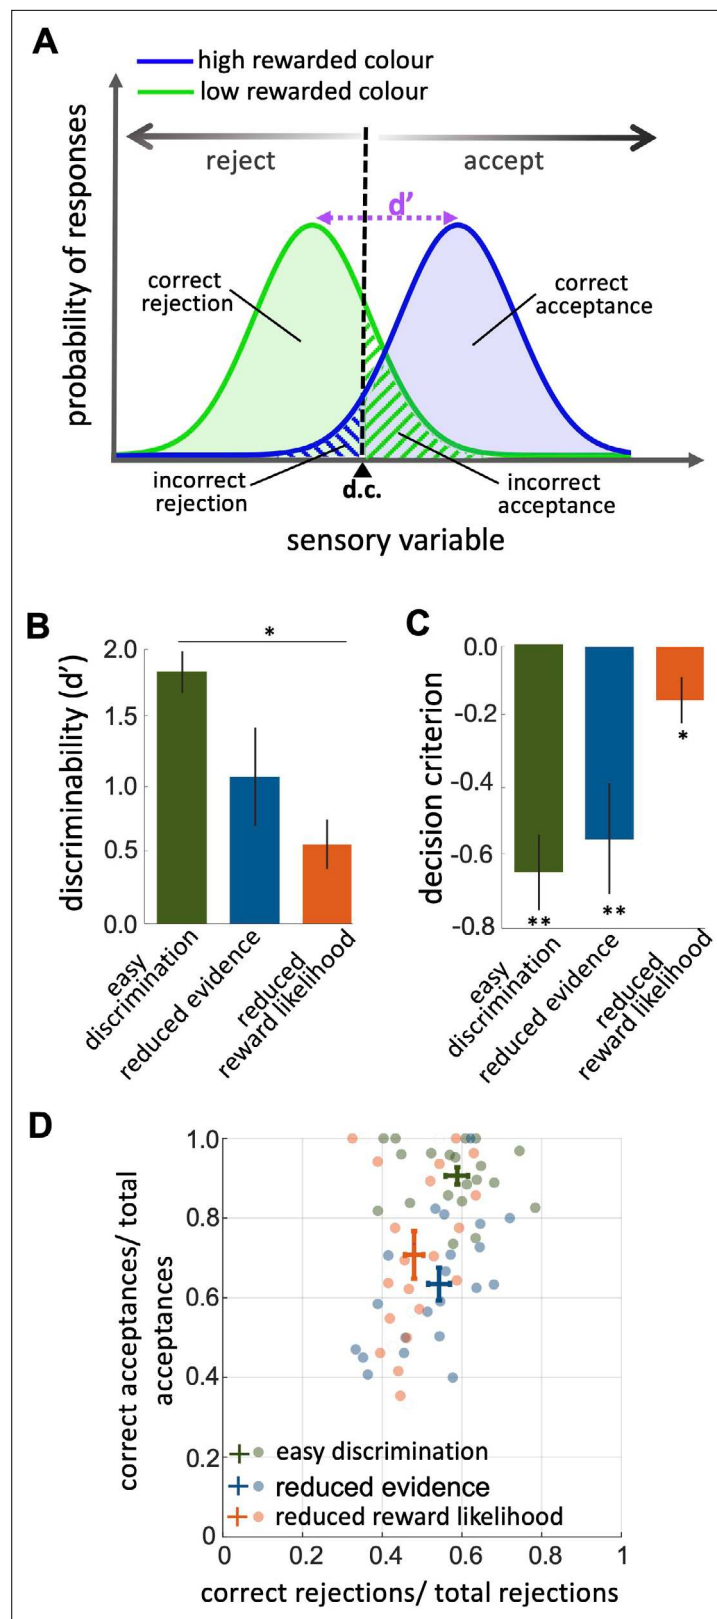 A
high rewarded colour
low rewarded colour
probability of responses
reject
accept
d’
correct
rejection
correct
acceptance
incorrect
rejection
d.c.
incorrect
acceptance
sensory variable
B
*
discriminability (d’)
2.0
1.5
1.0
0.5
0.0
easy
discrimination
reduced evidence
reduced
reward likelihood
C
decision criterion
0.0
-0.2
-0.4
-0.6
-0.8
**
**
*
easy
discrimination
reduced evidence
reduced
reward likelihood
D
correct acceptances/ total
acceptances
1.0
0.8
0.6
0.4
0.2
0
easy discrimination
reduced evidence
reduced reward likelihood
0 0.2 0.4 0.6 0.8 1
correct rejections/ total rejections